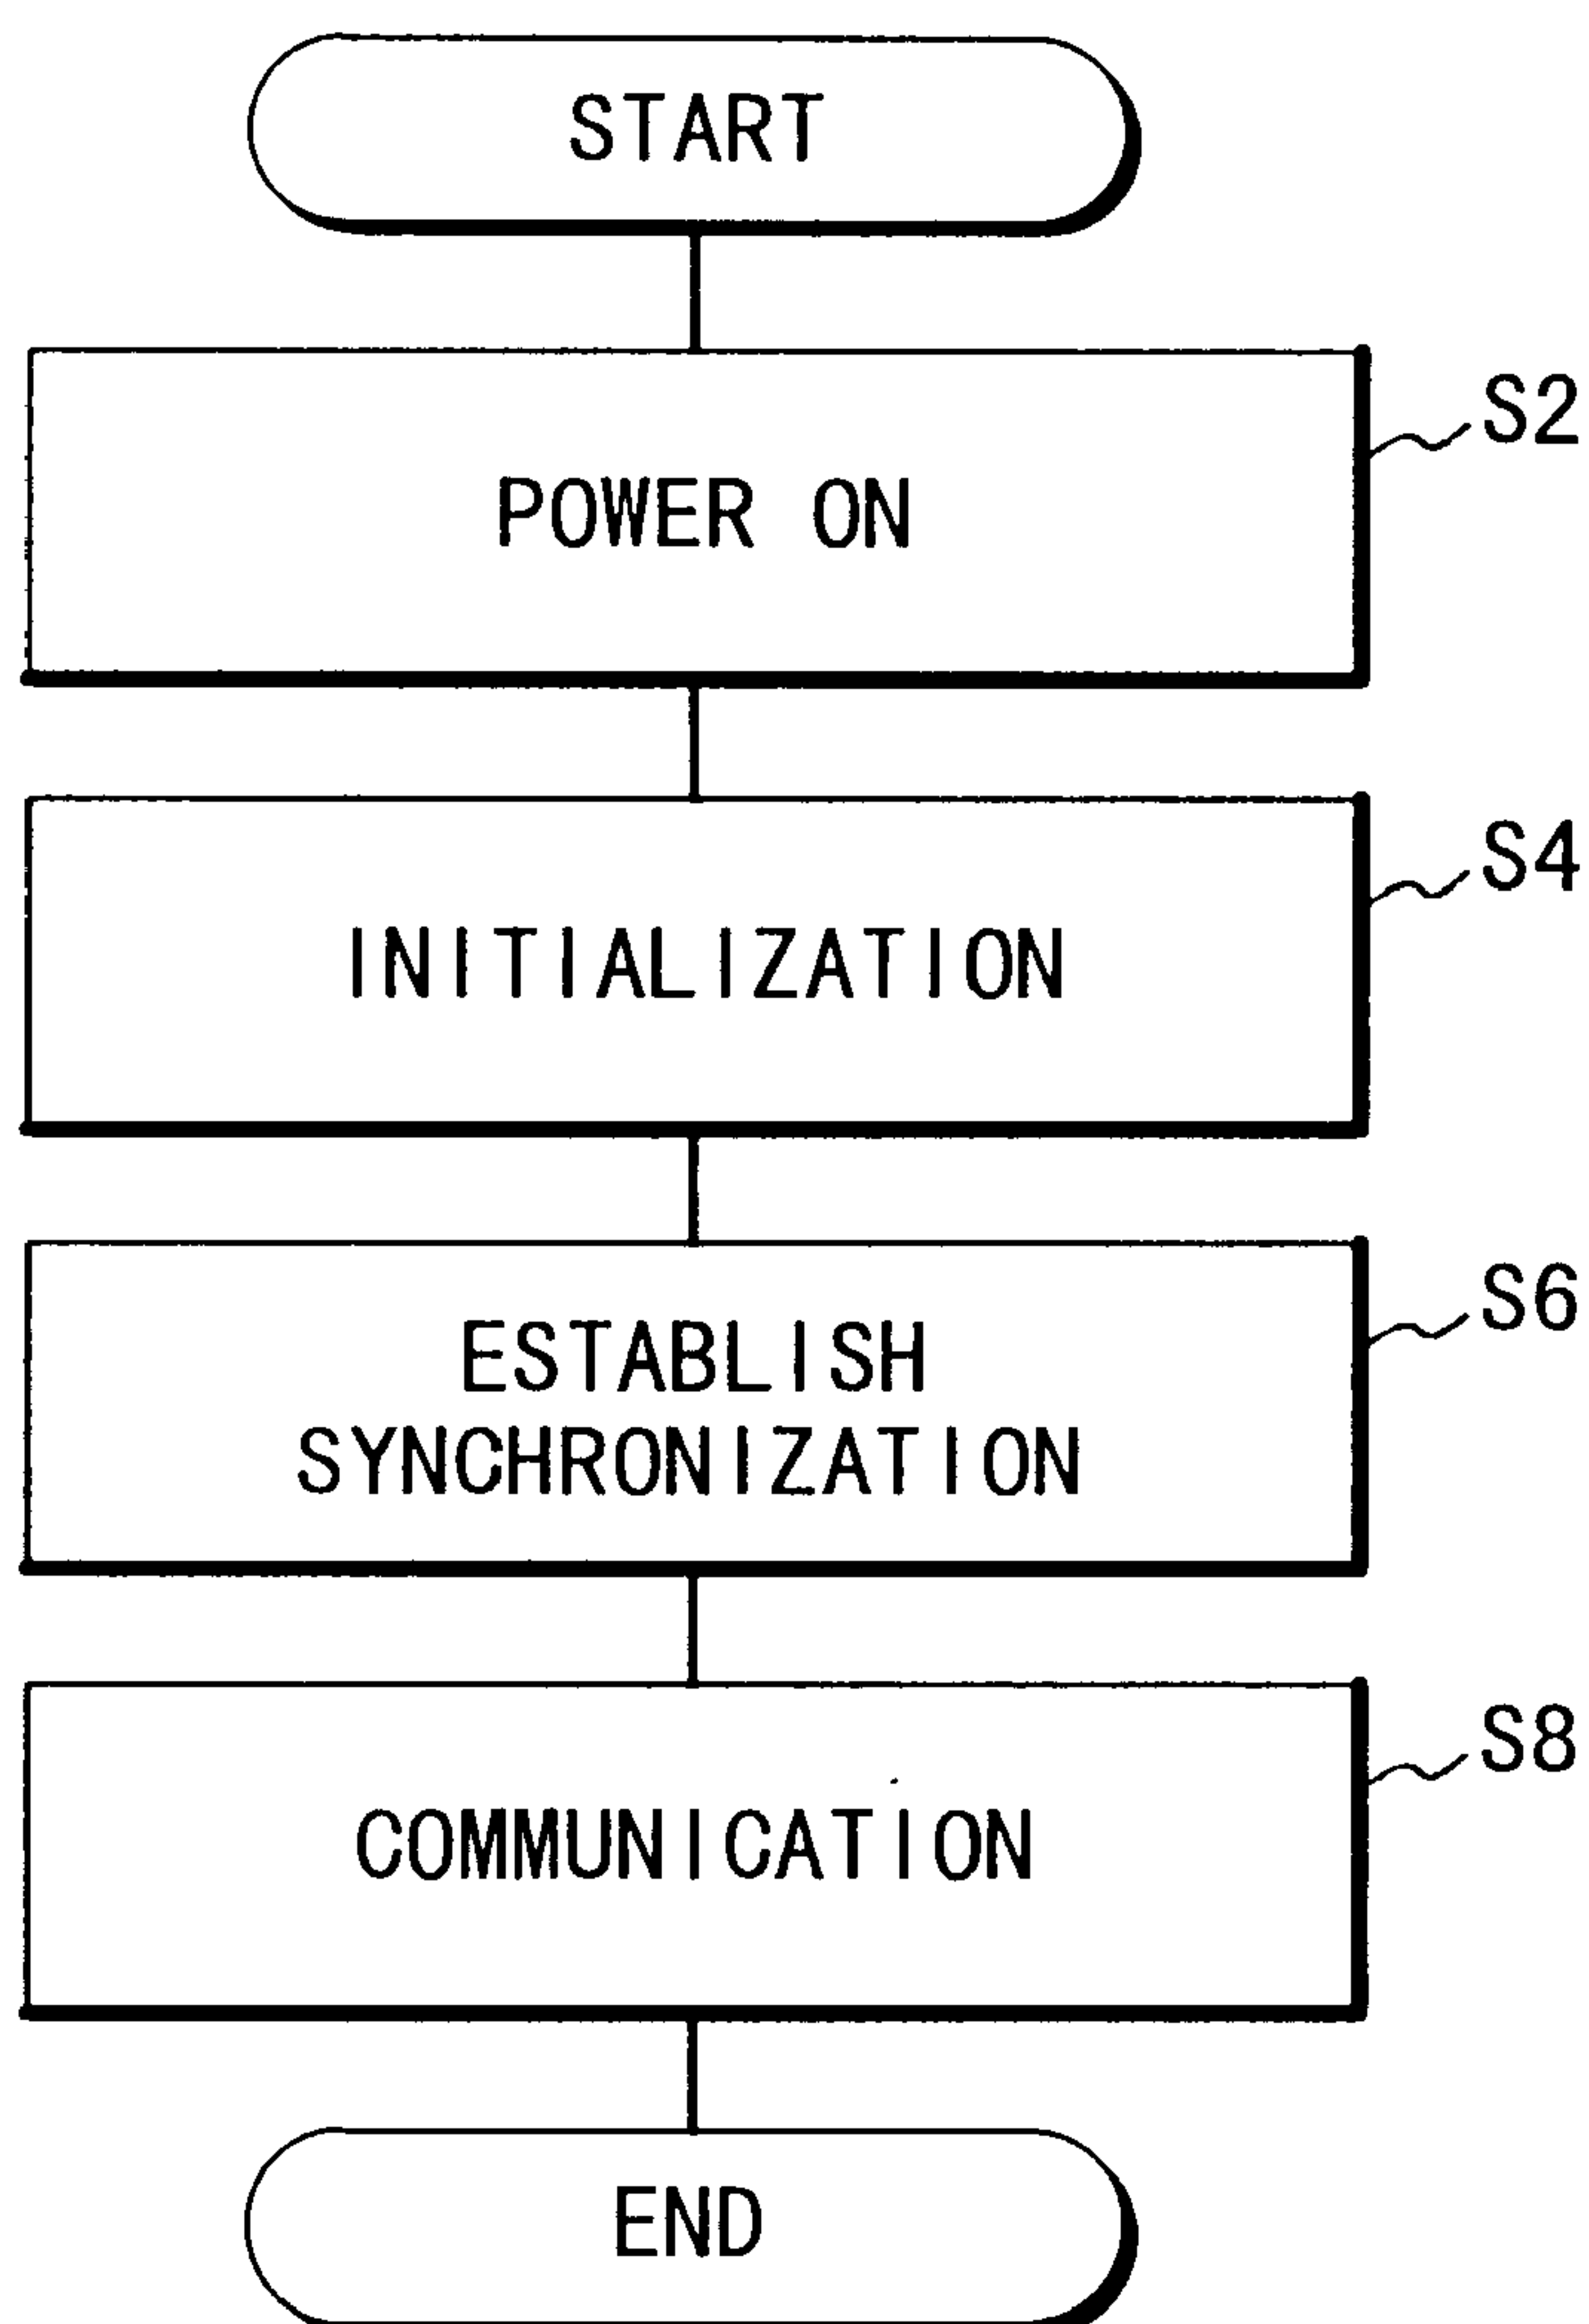 START
S2
POWER ON
S4
INITIALIZATION
S6
ESTABLISH
SYNCHRONIZATION
S8
COMMUNICATION
END